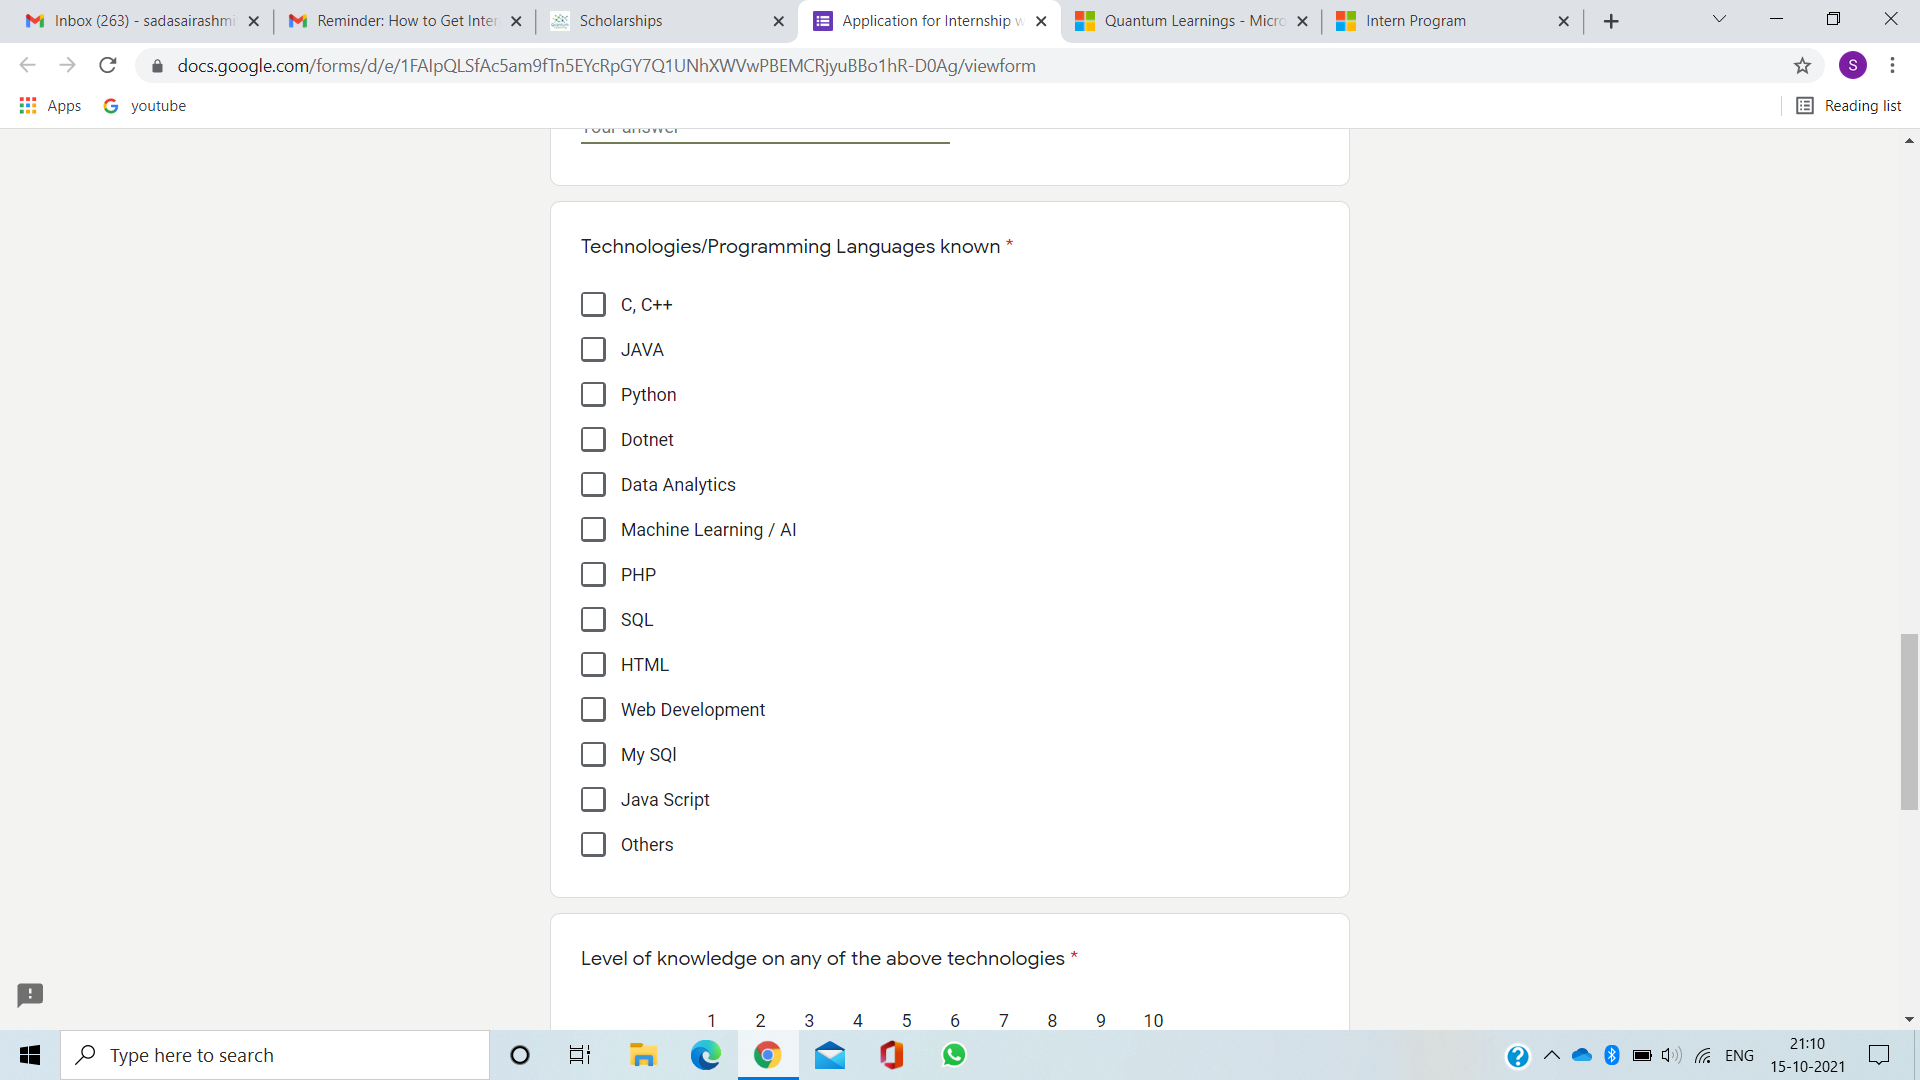 Inbox (263) - sadasairashmi
Reminder: How to Get Inter
Scholarships
Application for Internship w
Quantum Learnings - Micro
Intern Program
docs.google.com/forms/d/e/1FAIpQLSfAc5am9fTn5EYcRpGY7Q1UNhXWVwPBEMCRjyuBBo1hR-D0Ag/viewform
S
Apps
youtube
Reading list
Your answer
Technologies/Programming Languages known *
C, C++
JAVA
Python
Dotnet
Data Analytics
Machine Learning / AI
PHP
SQL
HTML
Web Development
My SQl
Java Script
Others
Level of knowledge on any of the above technologies *
1 2 3 4 5 6 7 8 9 10
Type here to search
ENG
21:10
15-10-2021